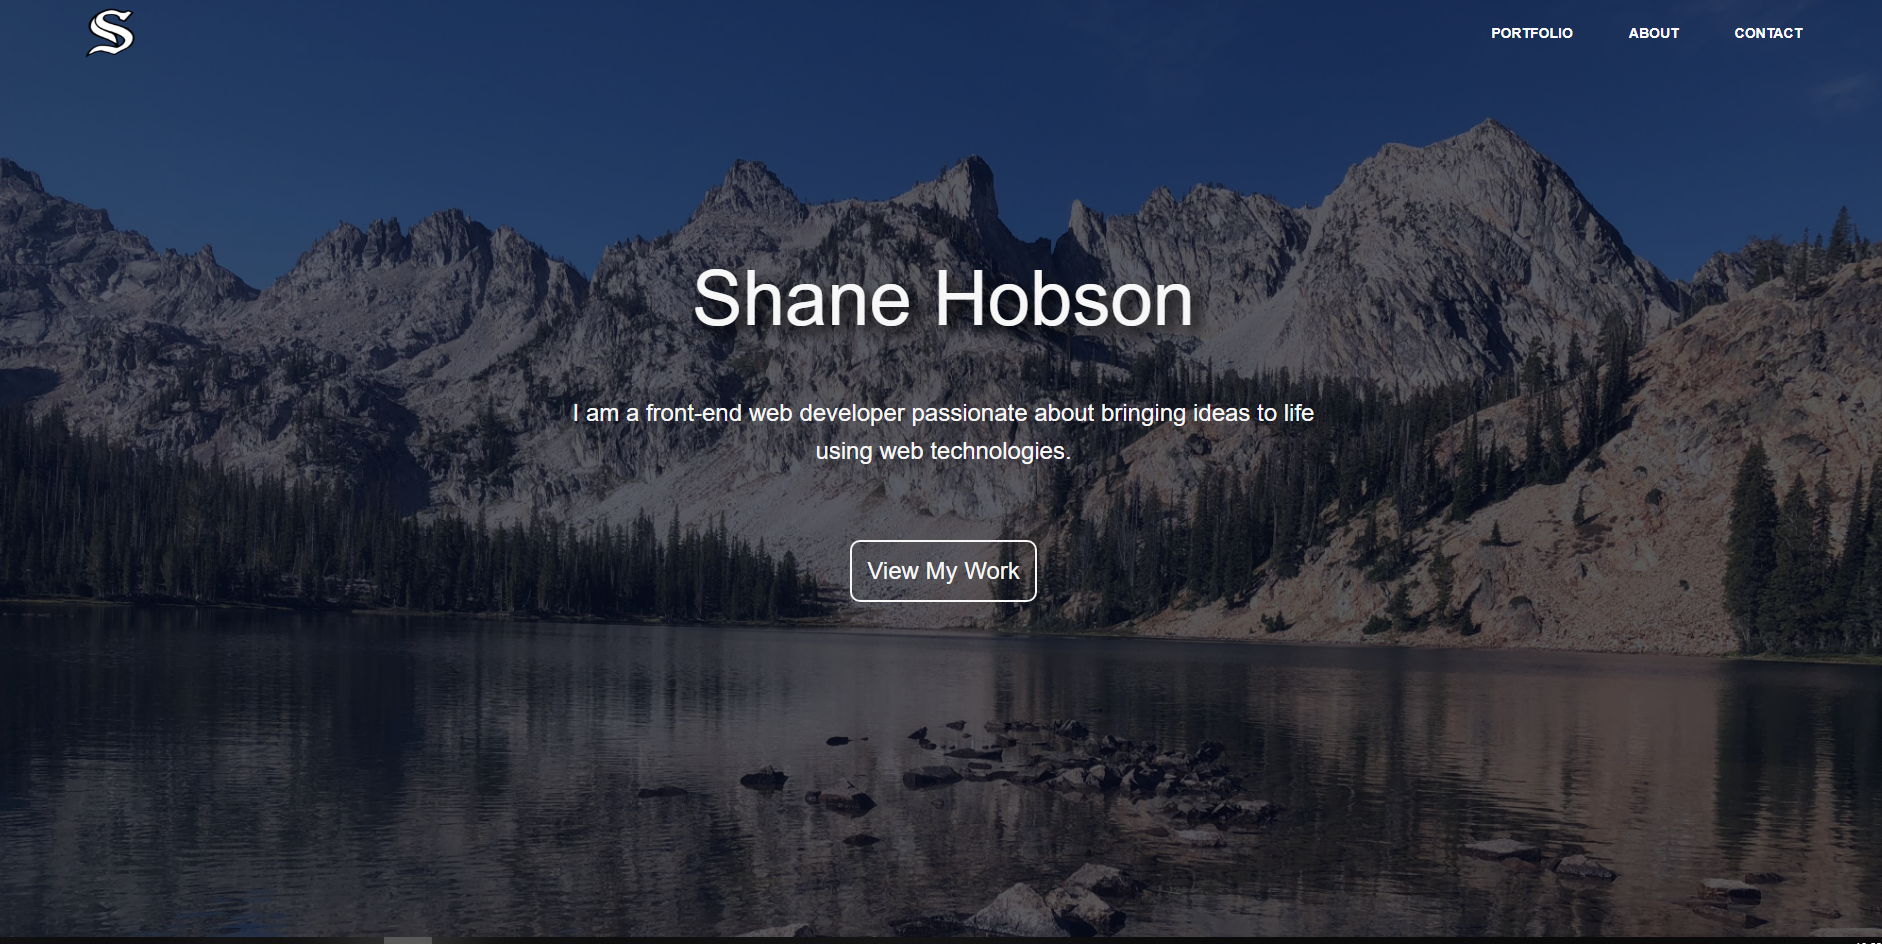 S
PORTFOLIO ABOUT CONTACT
Shane Hobson
I am a front-end web developer passionate about bringing ideas to life
using web technologies.
View My Work